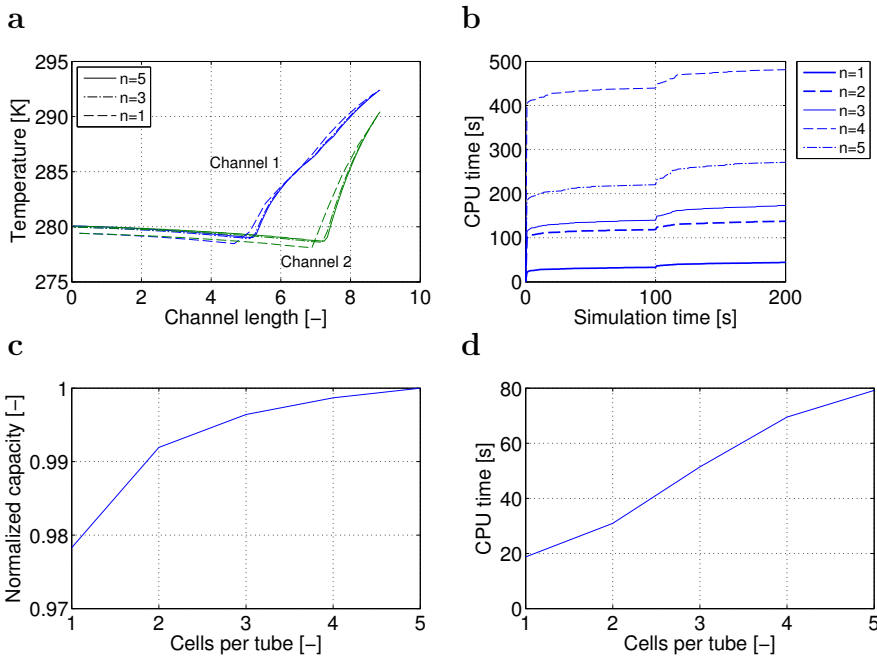 a
295
290
285
280
275
0
2
4
6
8
10
Temperature [K]
Channel length [−]
n=5
n=3
n=1
Channel 1
Channel 2
b
500
400
300
200
100
0
0
100
200
CPU time [s]
Simulation time [s]
n=1
n=2
n=3
n=4
n=5
c
1
0.99
0.98
0.97
1
2
3
4
5
Normalized capacity [−]
Cells per tube [−]
d
80
60
40
20
0
1
2
3
4
5
CPU time [s]
Cells per tube [−]